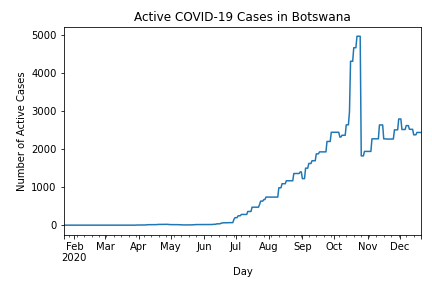 Active COVID-19 Cases in Botswana
5000
4000
3000
2000
1000
0
Number of Active Cases
Feb Mar Apr May Jun Jul Aug Sep Oct Nov Dec
2020
Day